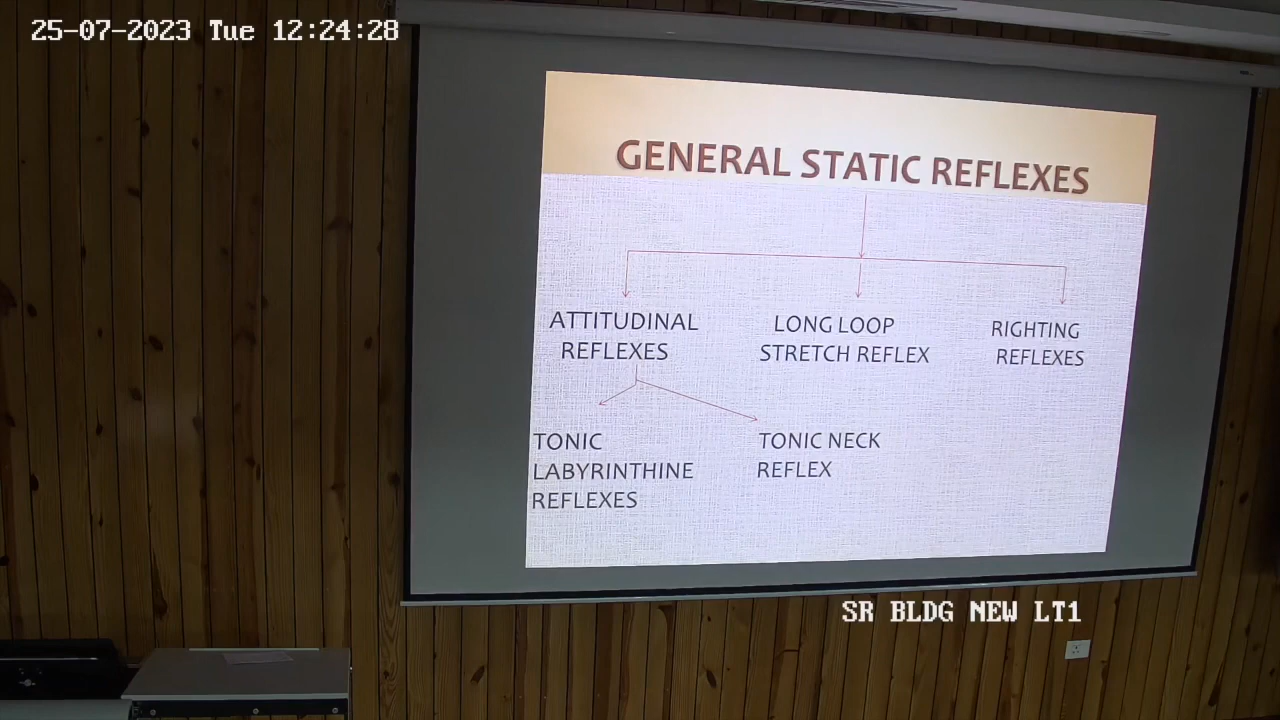 25-07-2023 Tue 12:24:28
GENERAL STATIC REFLEXES
ATTITUDINAL
REFLEXES
LONG LOOP
STRETCH REFLEX
RIGHTING
REFLEXES
TONIC
LABYRINTHINE
REFLEXES
TONIC NECK
REFLEX
SR BLDG NEW LT1